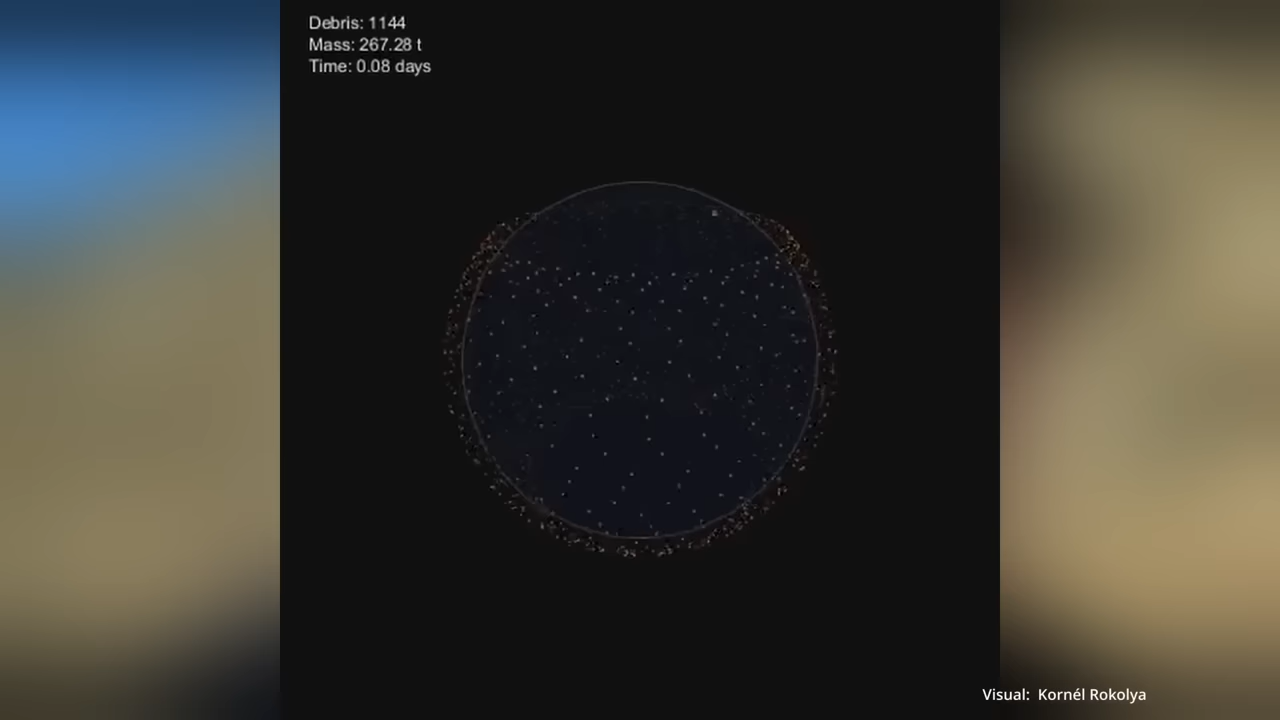 Debris: 1144
Mass: 267.28 t
Time: 0.08 days
Visual: Kornél Rokolya